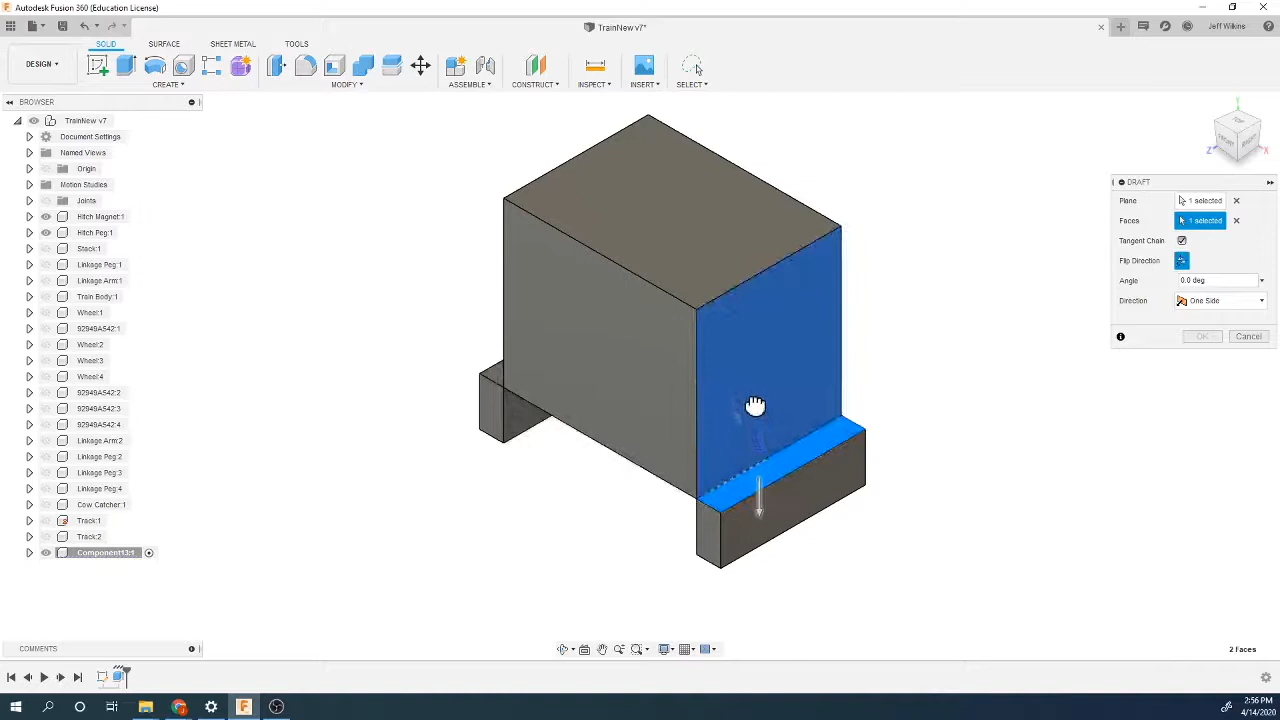 Autodesk Fusion 360 (Education License)
TrainNew v7*
Jeff Wilkins
SOLID SURFACE SHEET METAL TOOLS
DESIGN
CREATE MODIFY ASSEMBLE CONSTRUCT INSPECT INSERT SELECT
BROWSER
TrainNew v7
Document Settings
Named Views
Origin
Motion Studies
Joints
Hitch Magnet:1
Hitch Peg:1
Stack:1
Linkage Peg:1
Linkage Arm:1
Train Body:1
Wheel:1
92949A542:1
Wheel:2
Wheel:3
Wheel:4
92949A542:2
92949A542:3
92949A542:4
Linkage Arm:2
Linkage Peg:2
Linkage Peg:3
Linkage Peg:4
Cow Catcher:1
Track:1
Track:2
Component13:1
TOP
FRONT
RIGHT
Y
Z
X
DRAFT
Plane 1 selected
Faces 1 selected
Tangent Chain
Flip Direction
Angle 0.0 deg
Direction One Side
OK Cancel
COMMENTS
2 Faces
2:56 PM
4/14/2020